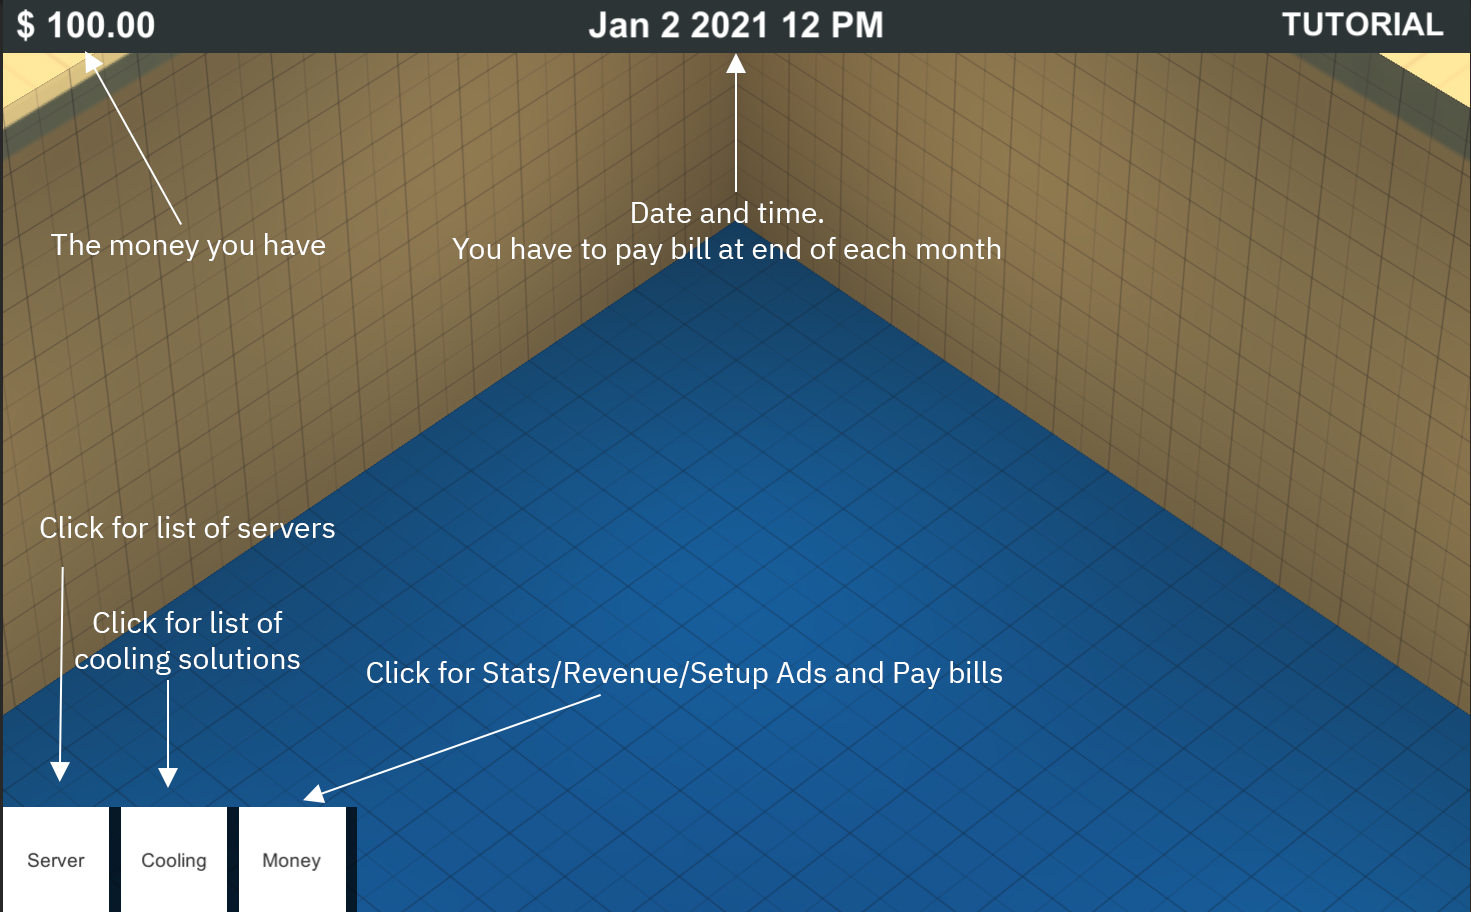 $ 100.00
Jan 2 2021 12 PM
TUTORIAL
The money you have
Date and time.
You have to pay bill at end of each month
Click for list of servers
Click for list of
cooling solutions
Click for Stats/Revenue/Setup Ads and Pay bills
Server
Cooling
Money